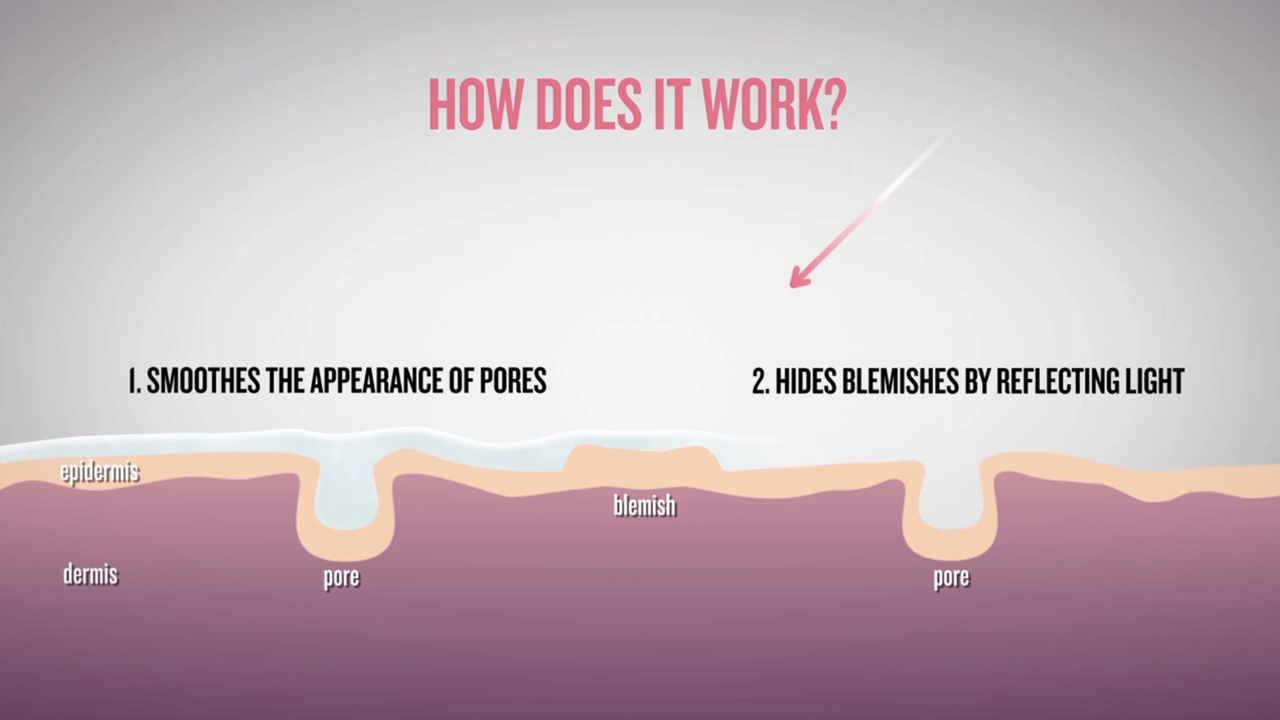 HOW DOES IT WORK?
1. SMOOTHES THE APPEARANCE OF PORES
2. HIDES BLEMISHES BY REFLECTING LIGHT
epidermis
blemish
dermis
pore
pore